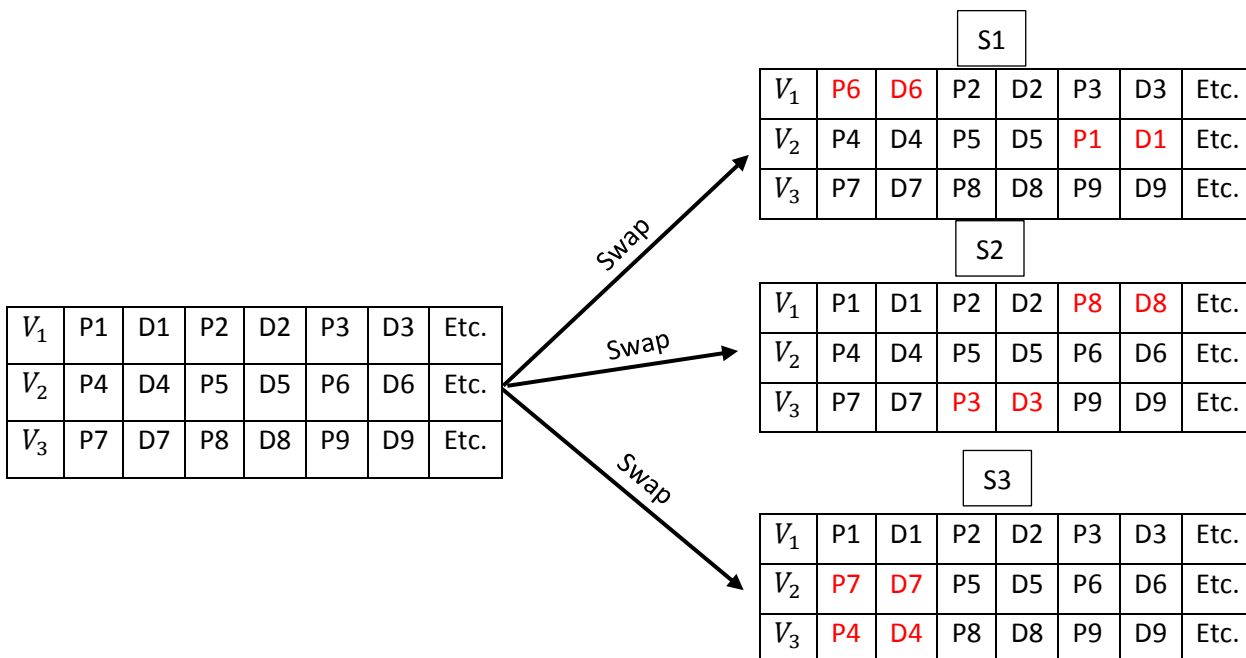 S1
V₁ P6 D6 P2 D2 P3 D3 Etc.
V₂ P4 D4 P5 D5 P1 D1 Etc.
V₃ P7 D7 P8 D8 P9 D9 Etc.
Swap
S2
V₁ P1 D1 P2 D2 P8 D8 Etc.
V₂ P4 D4 P5 D5 P6 D6 Etc.
V₃ P7 D7 P3 D3 P9 D9 Etc.
Swap
V₁ P1 D1 P2 D2 P3 D3 Etc.
V₂ P4 D4 P5 D5 P6 D6 Etc.
V₃ P7 D7 P8 D8 P9 D9 Etc.
Swap
S3
V₁ P1 D1 P2 D2 P3 D3 Etc.
V₂ P7 D7 P5 D5 P6 D6 Etc.
V₃ P4 D4 P8 D8 P9 D9 Etc.